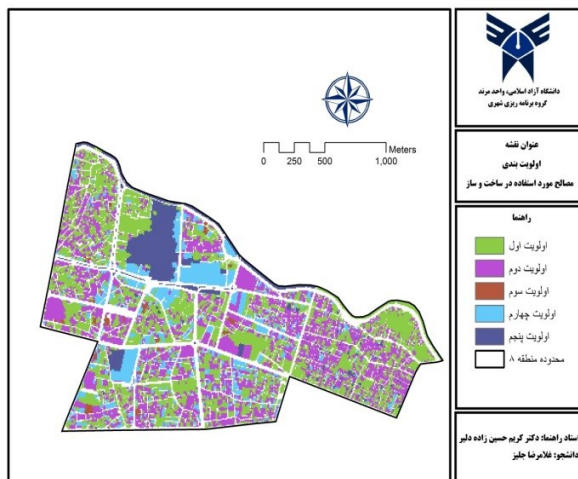 دانشگاه آزاد اسلامی، واحد مرند
گروه برنامه ریزی شهری
عنوان نقشه
اولویت بندی
مصالح مورد استفاده در ساخت و ساز
راهنما
اولویت اول
اولویت دوم
اولویت سوم
اولویت چهارم
اولویت پنجم
محدوده منطقه ۸
استاد راهنما: دکتر کریم حسین زاده دلیر
دانشجو: غلامرضا جلیز
Meters
0 250 500 1,000